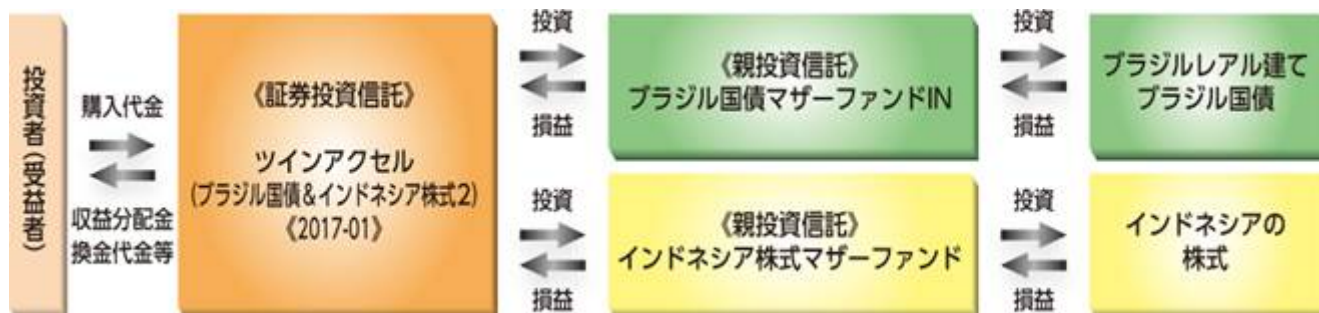 投資者（受益者）
購入代金
収益分配金
換金代金等
《証券投資信託》
ツインアクセル
(ブラジル国債&インドネシア株式2)
《2017-01》
投資
損益
《親投資信託》
ブラジル国債マザーファンドIN
投資
損益
ブラジルレアル建て
ブラジル国債
投資
損益
《親投資信託》
インドネシア株式マザーファンド
投資
損益
インドネシアの
株式